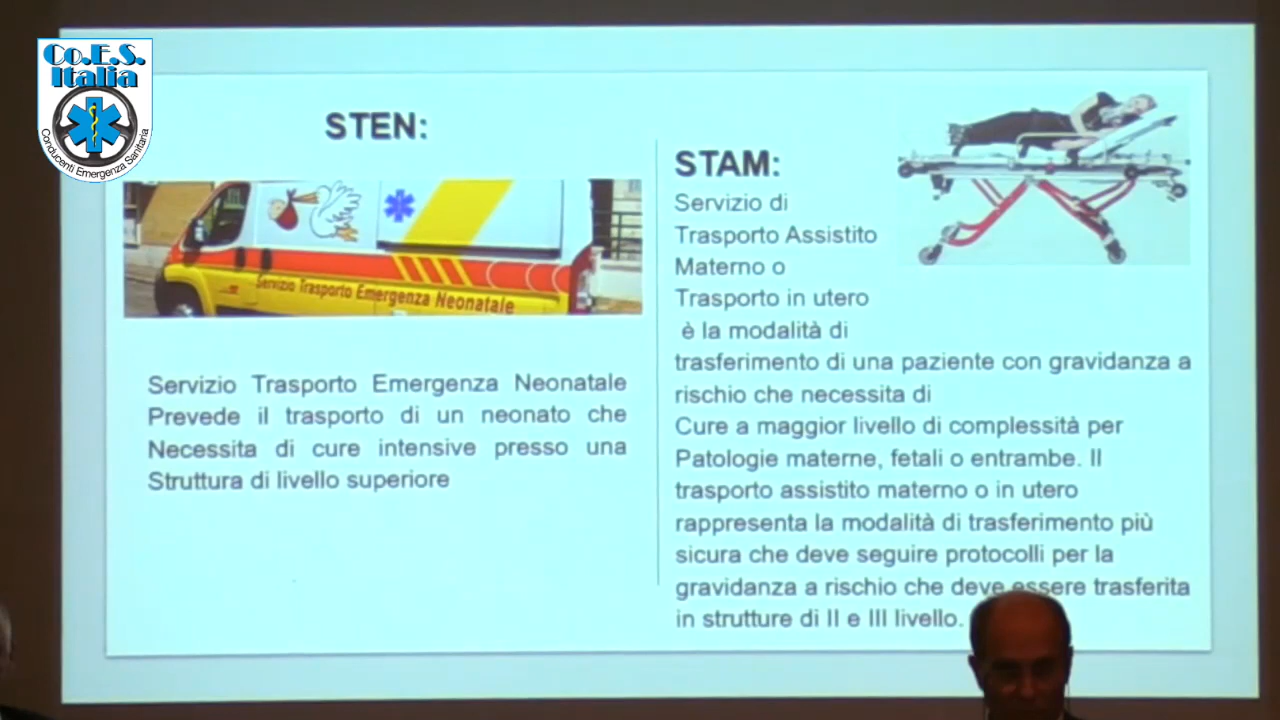 Co.E.S.
Italia
Conducenti Emergenza Sanitaria
STEN:
Servizio Trasporto Emergenza Neonatale
Servizio Trasporto Emergenza Neonatale
Prevede il trasporto di un neonato che
Necessita di cure intensive presso una
Struttura di livello superiore
STAM:
Servizio di
Trasporto Assistito
Materno o
Trasporto in utero
è la modalità di
trasferimento di una paziente con gravidanza a
rischio che necessita di
Cure a maggior livello di complessità per
Patologie materne, fetali o entrambe. Il
trasporto assistito materno o in utero
rappresenta la modalità di trasferimento più
sicura che deve seguire protocolli per la
gravidanza a rischio che deve essere trasferita
in strutture di II e III livello.